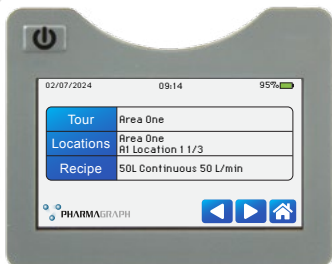 02/07/2024 09:14 95%
Tour Area One
Locations Area One
A1 Location 1 1/3
Recipe 50L Continuous 50 L/min
PHARMAGRAPH